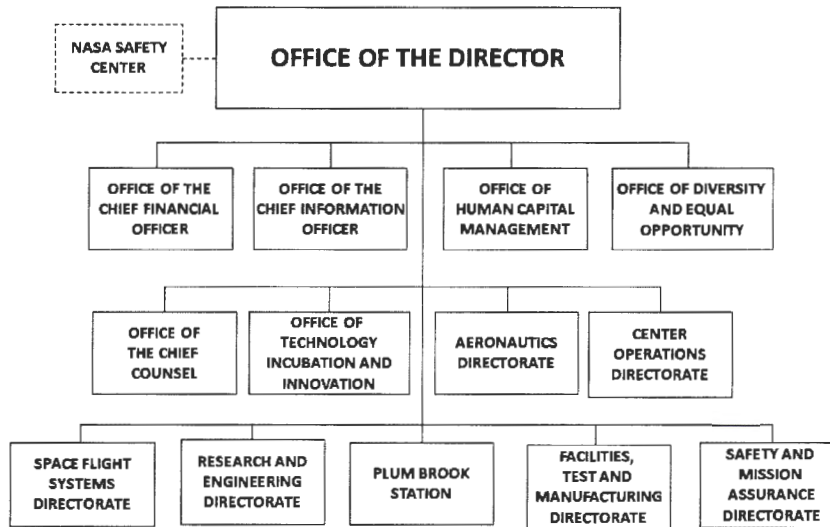 NASA SAFETY
CENTER
OFFICE OF THE DIRECTOR
OFFICE OF THE
CHIEF FINANCIAL
OFFICER
OFFICE OF THE
CHIEF INFORMATION
OFFICER
OFFICE OF
HUMAN CAPITAL
MANAGEMENT
OFFICE OF DIVERSITY
AND EQUAL
OPPORTUNITY
OFFICE OF
THE CHIEF
COUNSEL
OFFICE OF
TECHNOLOGY
INCUBATION AND
INNOVATION
AERONAUTICS
DIRECTORATE
CENTER
OPERATIONS
DIRECTORATE
SPACE FLIGHT
SYSTEMS
DIRECTORATE
RESEARCH AND
ENGINEERING
DIRECTORATE
PLUM BROOK
STATION
FACILITIES,
TEST AND
MANUFACTURING
DIRECTORATE
SAFETY AND
MISSION
ASSURANCE
DIRECTORATE